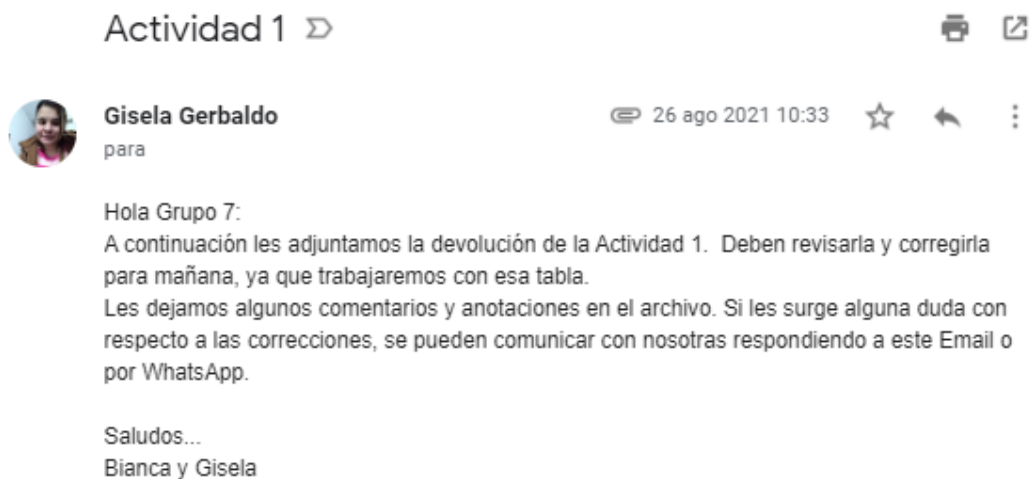 Actividad 1
Gisela Gerbaldo
26 ago 2021 10:33
para
Hola Grupo 7:
A continuación les adjuntamos la devolución de la Actividad 1.  Deben revisarla y corregirla
para mañana, ya que trabajaremos con esa tabla.
Les dejamos algunos comentarios y anotaciones en el archivo. Si les surge alguna duda con
respecto a las correcciones, se pueden comunicar con nosotras respondiendo a este Email o
por WhatsApp.
Saludos...
Bianca y Gisela